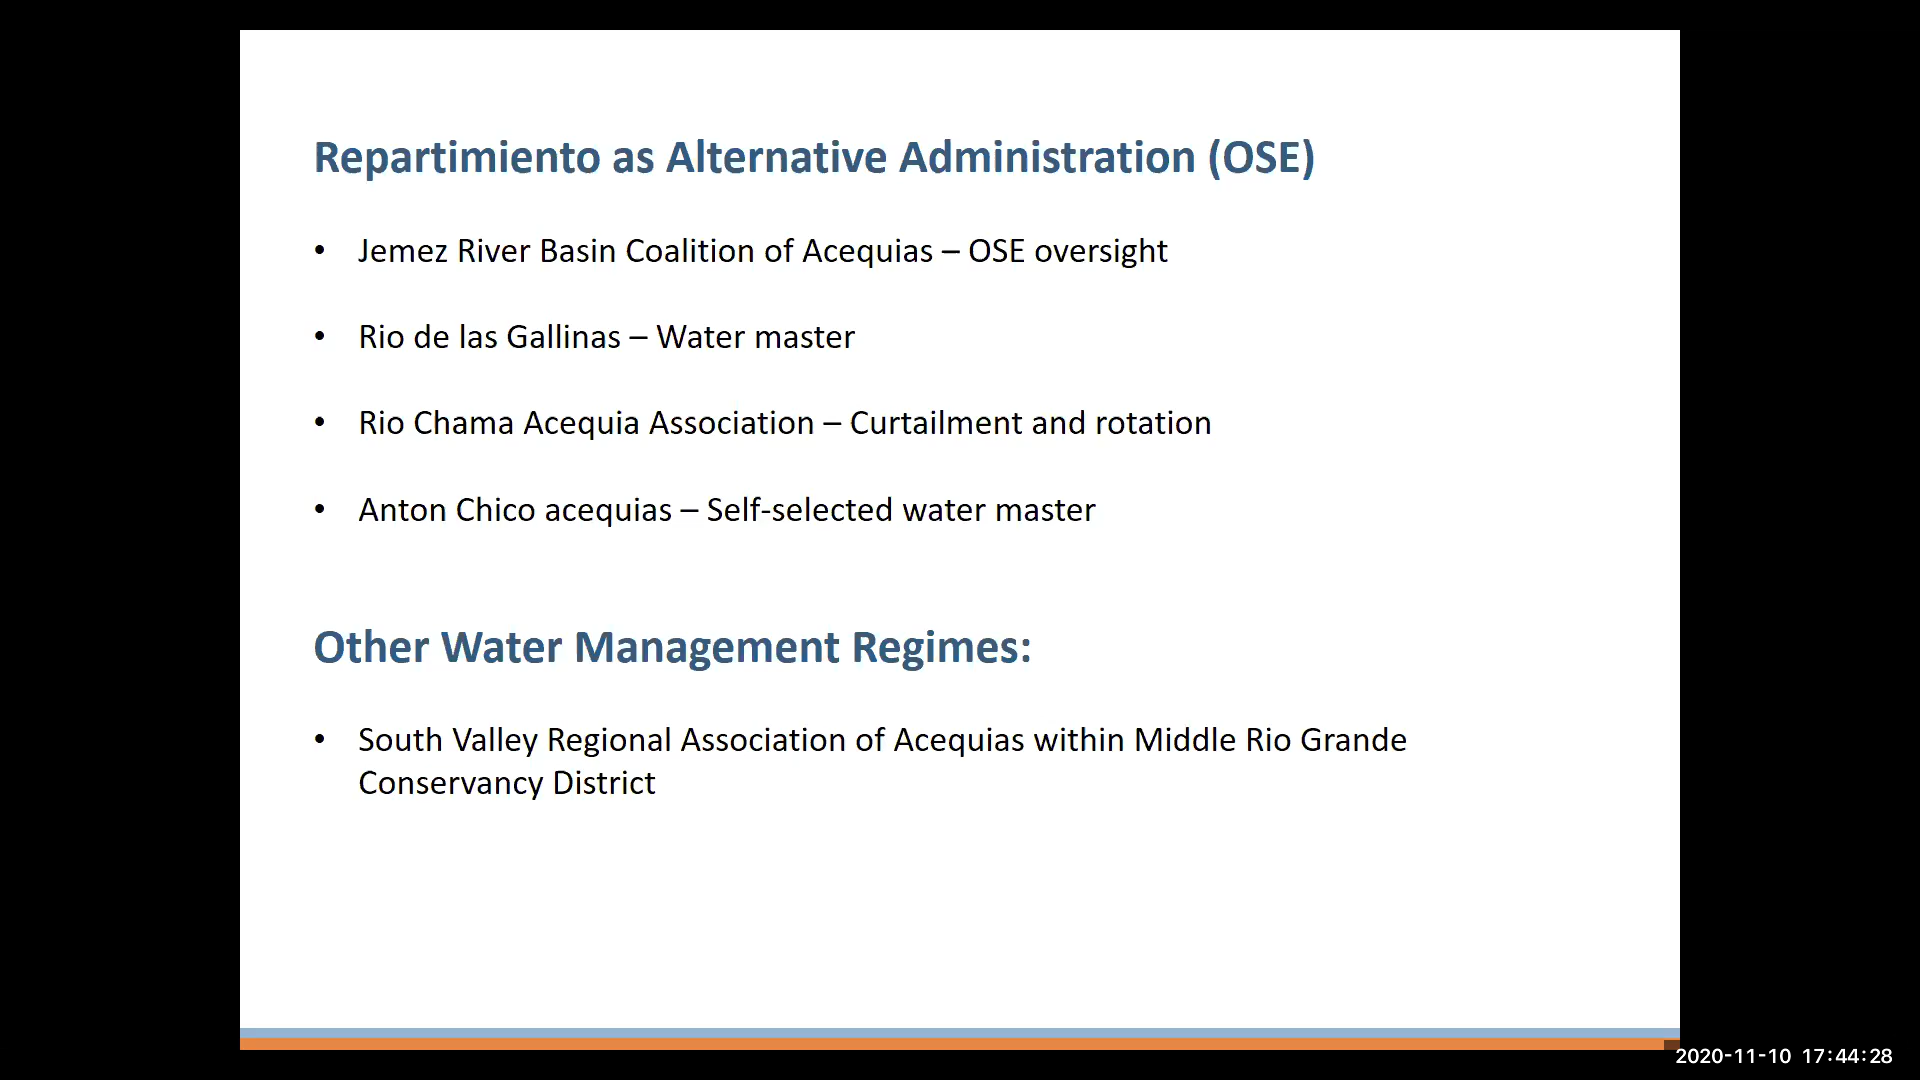 Repartimiento as Alternative Administration (OSE)
• Jemez River Basin Coalition of Acequias – OSE oversight
• Rio de las Gallinas – Water master
• Rio Chama Acequia Association – Curtailment and rotation
• Anton Chico acequias – Self-selected water master
Other Water Management Regimes:
• South Valley Regional Association of Acequias within Middle Rio Grande
Conservancy District
2020-11-10 17:44:28